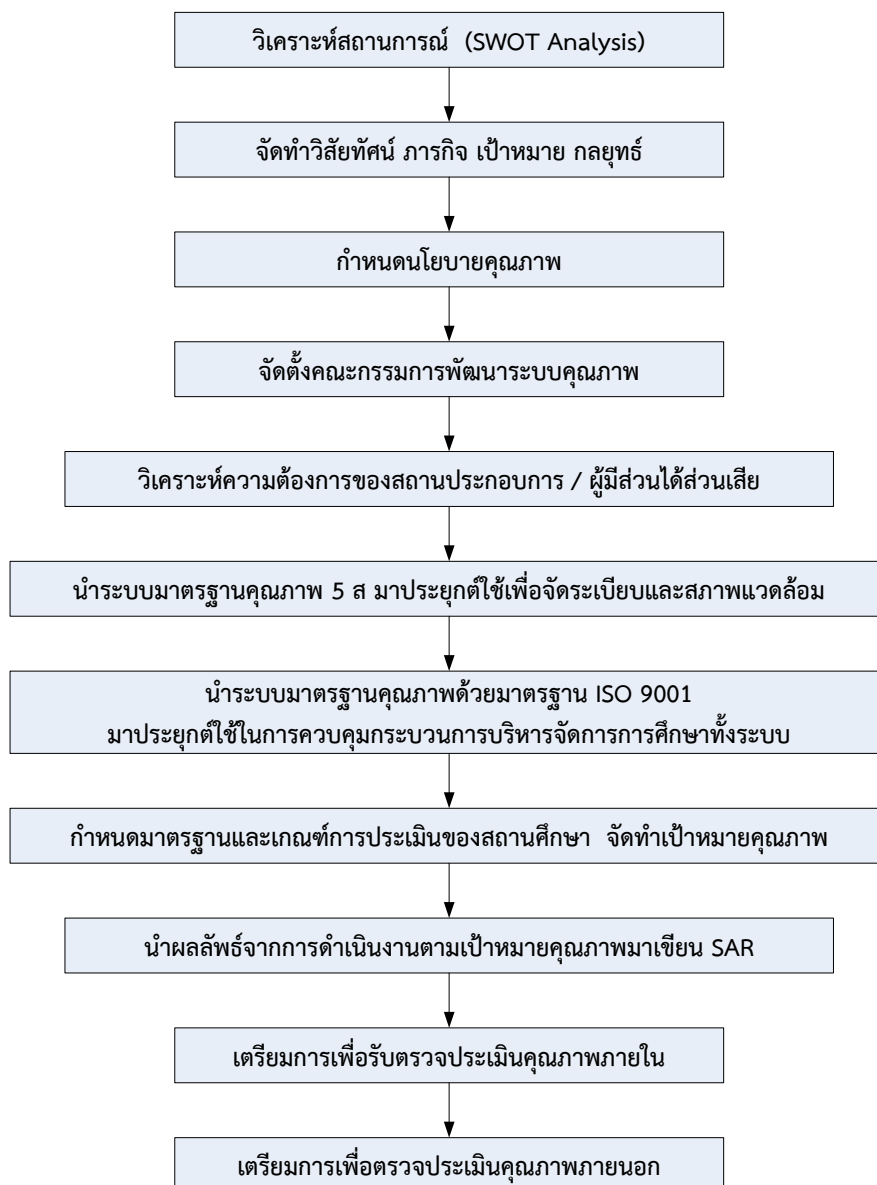 วิเคราะห์สถานการณ์  (SWOT Analysis)
จัดทำวิสัยทัศน์ ภารกิจ เป้าหมาย กลยุทธ์
กำหนดนโยบายคุณภาพ
จัดตั้งคณะกรรมการพัฒนาระบบคุณภาพ
วิเคราะห์ความต้องการของสถานประกอบการ / ผู้มีส่วนได้ส่วนเสีย
นำระบบมาตรฐานคุณภาพ 5 ส มาประยุกต์ใช้เพื่อจัดระเบียบและสภาพแวดล้อม
นำระบบมาตรฐานคุณภาพด้วยมาตรฐาน ISO 9001
มาประยุกต์ใช้ในการควบคุมกระบวนการบริหารจัดการการศึกษาทั้งระบบ
กำหนดมาตรฐานและเกณฑ์การประเมินของสถานศึกษา  จัดทำเป้าหมายคุณภาพ
นำผลลัพธ์จากการดำเนินงานตามเป้าหมายคุณภาพมาเขียน SAR
เตรียมการเพื่อรับตรวจประเมินคุณภาพภายใน
เตรียมการเพื่อตรวจประเมินคุณภาพภายนอก